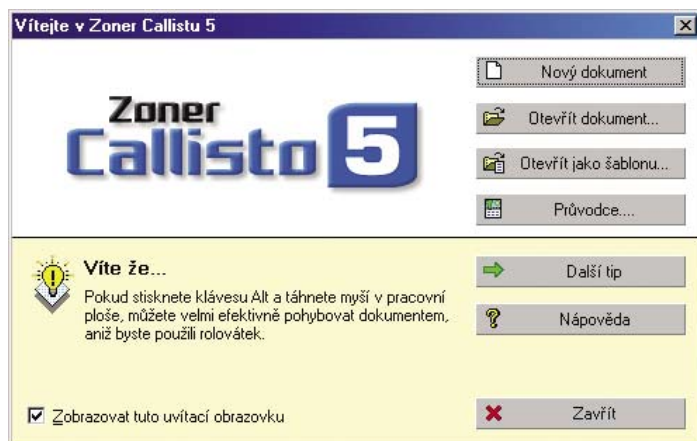 Vítejte v Zoner Callistu 5
Zoner
Callisto 5
Nový dokument
Otevřít dokument...
Otevřít jako šablonu...
Průvodce....
Víte že...
Pokud stisknete klávesu Alt a táhnete myší v pracovní
ploše, můžete velmi efektivně pohybovat dokumentem,
aniž byste použili rolovátek.
Další tip
Nápověda
Zobrazovat tuto uvítací obrazovku
Zavřít